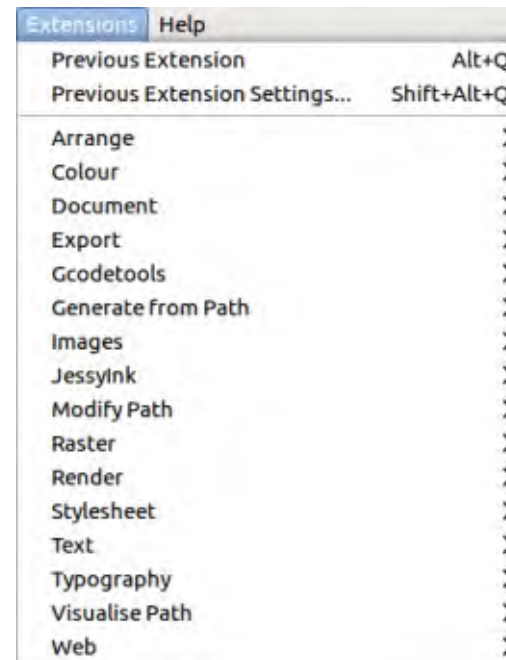 Extensions Help
Previous Extension Alt+Q
Previous Extension Settings... Shift+Alt+Q
Arrange
Colour
Document
Export
Gcodetools
Generate from Path
Images
JessyInk
Modify Path
Raster
Render
Stylesheet
Text
Typography
Visualise Path
Web